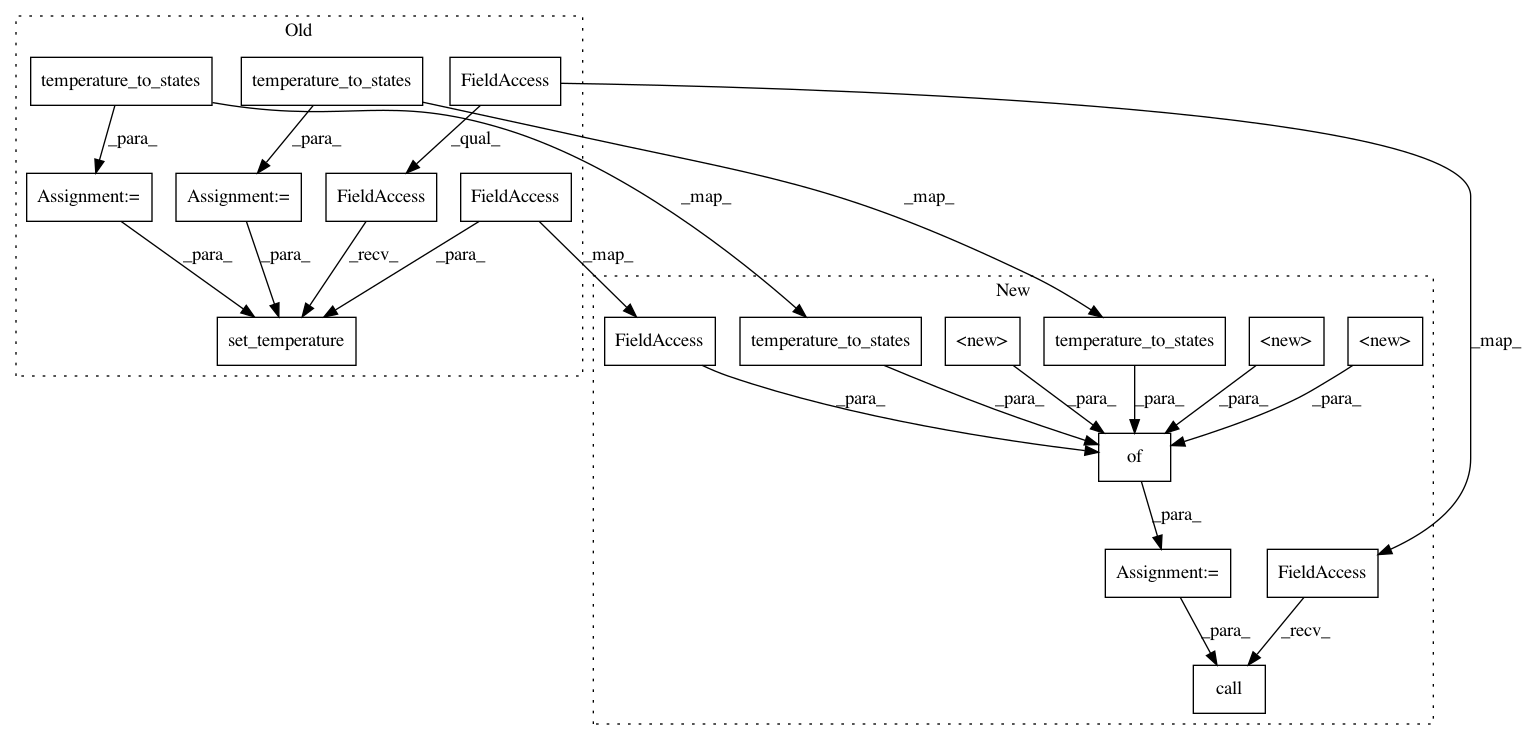 Old
temperature_to_states temperature_to_states FieldAccess
_para_ _para_ _qual_
Assignment:= Assignment:= FieldAccess FieldAccess
_map_ _map_
_para_ _para_ _recv_ _para_ _map_
New
set_temperature FieldAccess temperature_to_states <new> temperature_to_states <new> <new> _map_
_para_ _para_ _para_ _para_ _para_ _para_
of
_para_
Assignment:= FieldAccess
_para_ _recv_
call